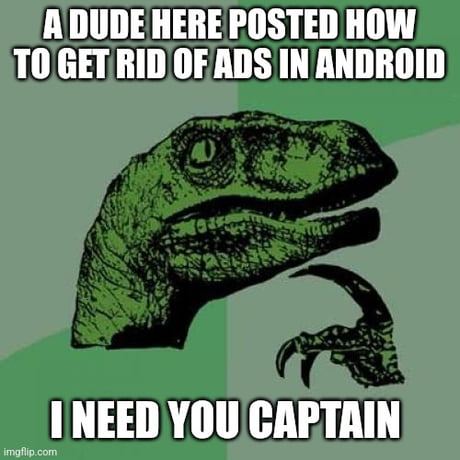 A DUDE HERE POSTED HOW
TO GET RID OF ADS IN ANDROID
I NEED YOU CAPTAIN
imgflip.com